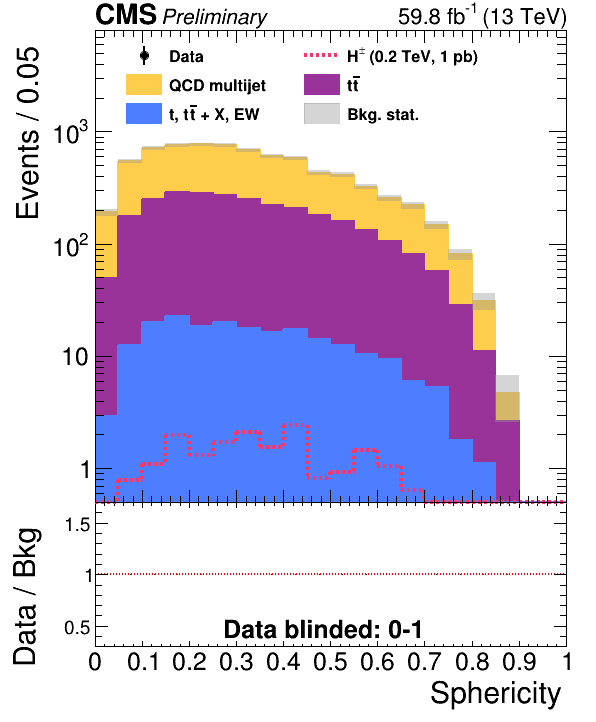 CMS Preliminary 59.8 fb⁻¹ (13 TeV)
Data H± (0.2 TeV, 1 pb)
QCD multijet tt̄
t, tt̄ + X, EW Bkg. stat.
Events / 0.05
10³
10²
10
1
Data / Bkg
1.5
1
0.5
Data blinded: 0-1
0 0.1 0.2 0.3 0.4 0.5 0.6 0.7 0.8 0.9 1
Sphericity